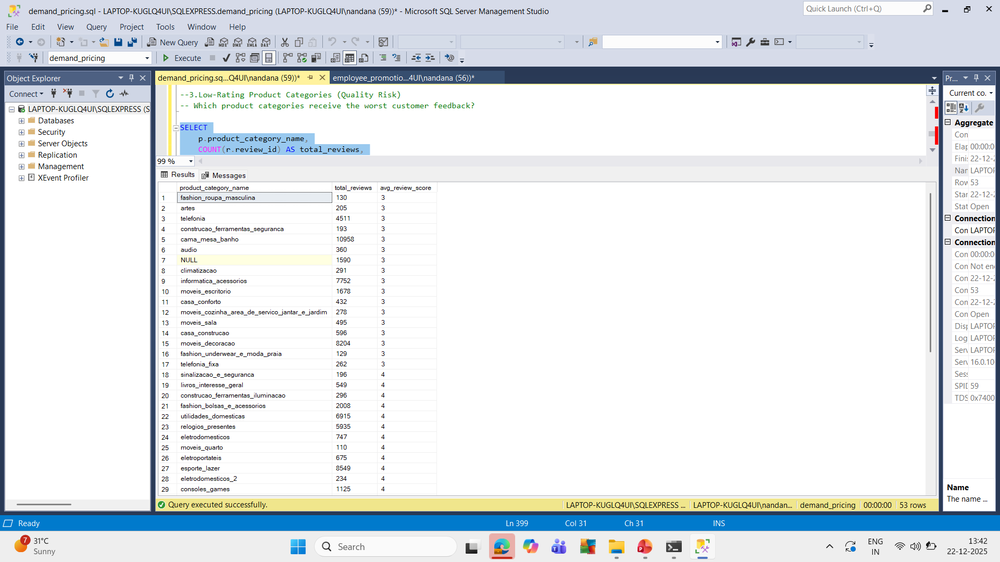 demand_pricing.sql - LAPTOP-KUGLQ4UI\SQLEXPRESS.demand_pricing (LAPTOP-KUGLQ4UI\nandana (59))* - Microsoft SQL Server Management Studio
Quick Launch (Ctrl+Q)
File Edit View Query Project Tools Window Help
New Query
MDX DMX XMLA DAX
demand_pricing
Execute
Object Explorer
demand_pricing.sq...Q4UI\nandana (59))*
employee_promotio...4UI\nandana (56))*
Pr...
Connect
Current co.
LAPTOP-KUGLQ4UI\SQLEXPRESS (S
Databases
Security
Server Objects
Replication
Management
XEvent Profiler
--3.Low-Rating Product Categories (Quality Risk)
-- Which product categories receive the worst customer feedback?
SELECT
p.product_category_name,
COUNT(r.review_id) AS total_reviews,
99 %
Results Messages
product_category_name total_reviews avg_review_score
1 fashion_roupa_masculina 130 3
2 artes 205 3
3 telefonia 4511 3
4 construcao_ferramentas_seguranca 193 3
5 cama_mesa_banho 10958 3
6 audio 360 3
7 NULL 1590 3
8 climatizacao 291 3
9 informatica_acessorios 7752 3
10 moveis_escritorio 1678 3
11 casa_conforto 432 3
12 moveis_cozinha_area_de_servico_jantar_e_jardim 278 3
13 moveis_sala 495 3
14 casa_construcao 596 3
15 moveis_decoracao 8204 3
16 fashion_underwear_e_moda_praia 129 3
17 telefonia_fixa 262 3
18 sinalizacao_e_seguranca 196 4
19 livros_interesse_geral 549 4
20 construcao_ferramentas_iluminacao 296 4
21 fashion_bolsas_e_acessorios 2008 4
22 utilidades_domesticas 6915 4
23 relogios_presentes 5935 4
24 eletrodomesticos 747 4
25 moveis_quarto 110 4
26 eletroportateis 675 4
27 esporte_lazer 8549 4
28 eletrodomesticos_2 234 4
29 consoles_games 1125 4
Aggregate
Con
Elap 00:00:0
Finis 22-12-2
Nam LAPTOP
Row 53
Star 22-12-2
Stat Open
Connection
Con LAPTOP
Connection
Con 00:00:0
Con Not enc
Con 22-12-2
Con 53
Con 22-12-2
Con Open
Disp LAPTOP
Log LAPTOP
Serv LAPTOP
Serv 16.0.10
Sess
SPID 59
TDS 0x7400
Name
The name ...
Query executed successfully.
LAPTOP-KUGLQ4UI\SQLEXPRESS ... LAPTOP-KUGLQ4UI\nandan... demand_pricing 00:00:00 53 rows
Ready Ln 399 Col 31 Ch 31 INS
7
31°C
Sunny
Search
ENG
IN
13:42
22-12-2025